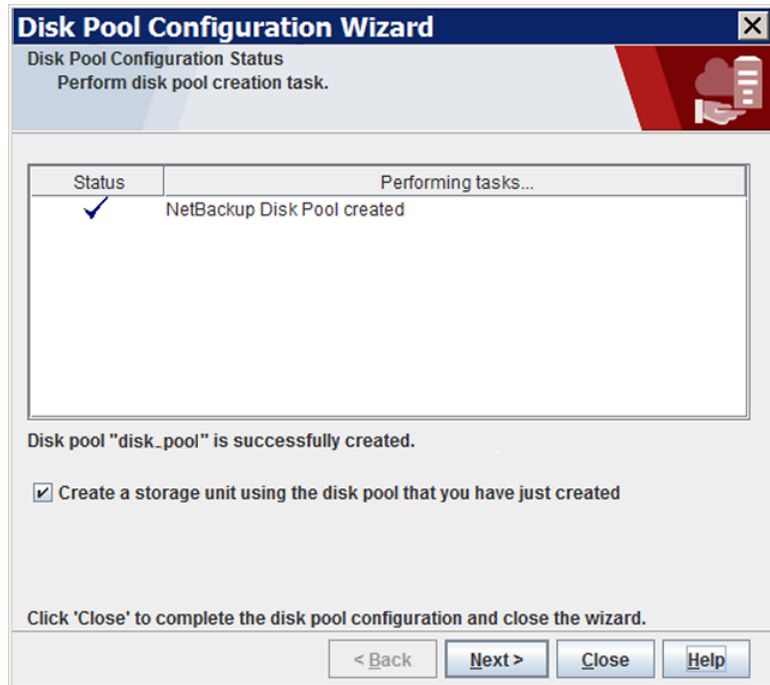 Disk Pool Configuration Wizard
Disk Pool Configuration Status
Perform disk pool creation task.
Status Performing tasks...
NetBackup Disk Pool created
Disk pool "disk_pool" is successfully created.
Create a storage unit using the disk pool that you have just created
Click 'Close' to complete the disk pool configuration and close the wizard.
< Back Next > Close Help